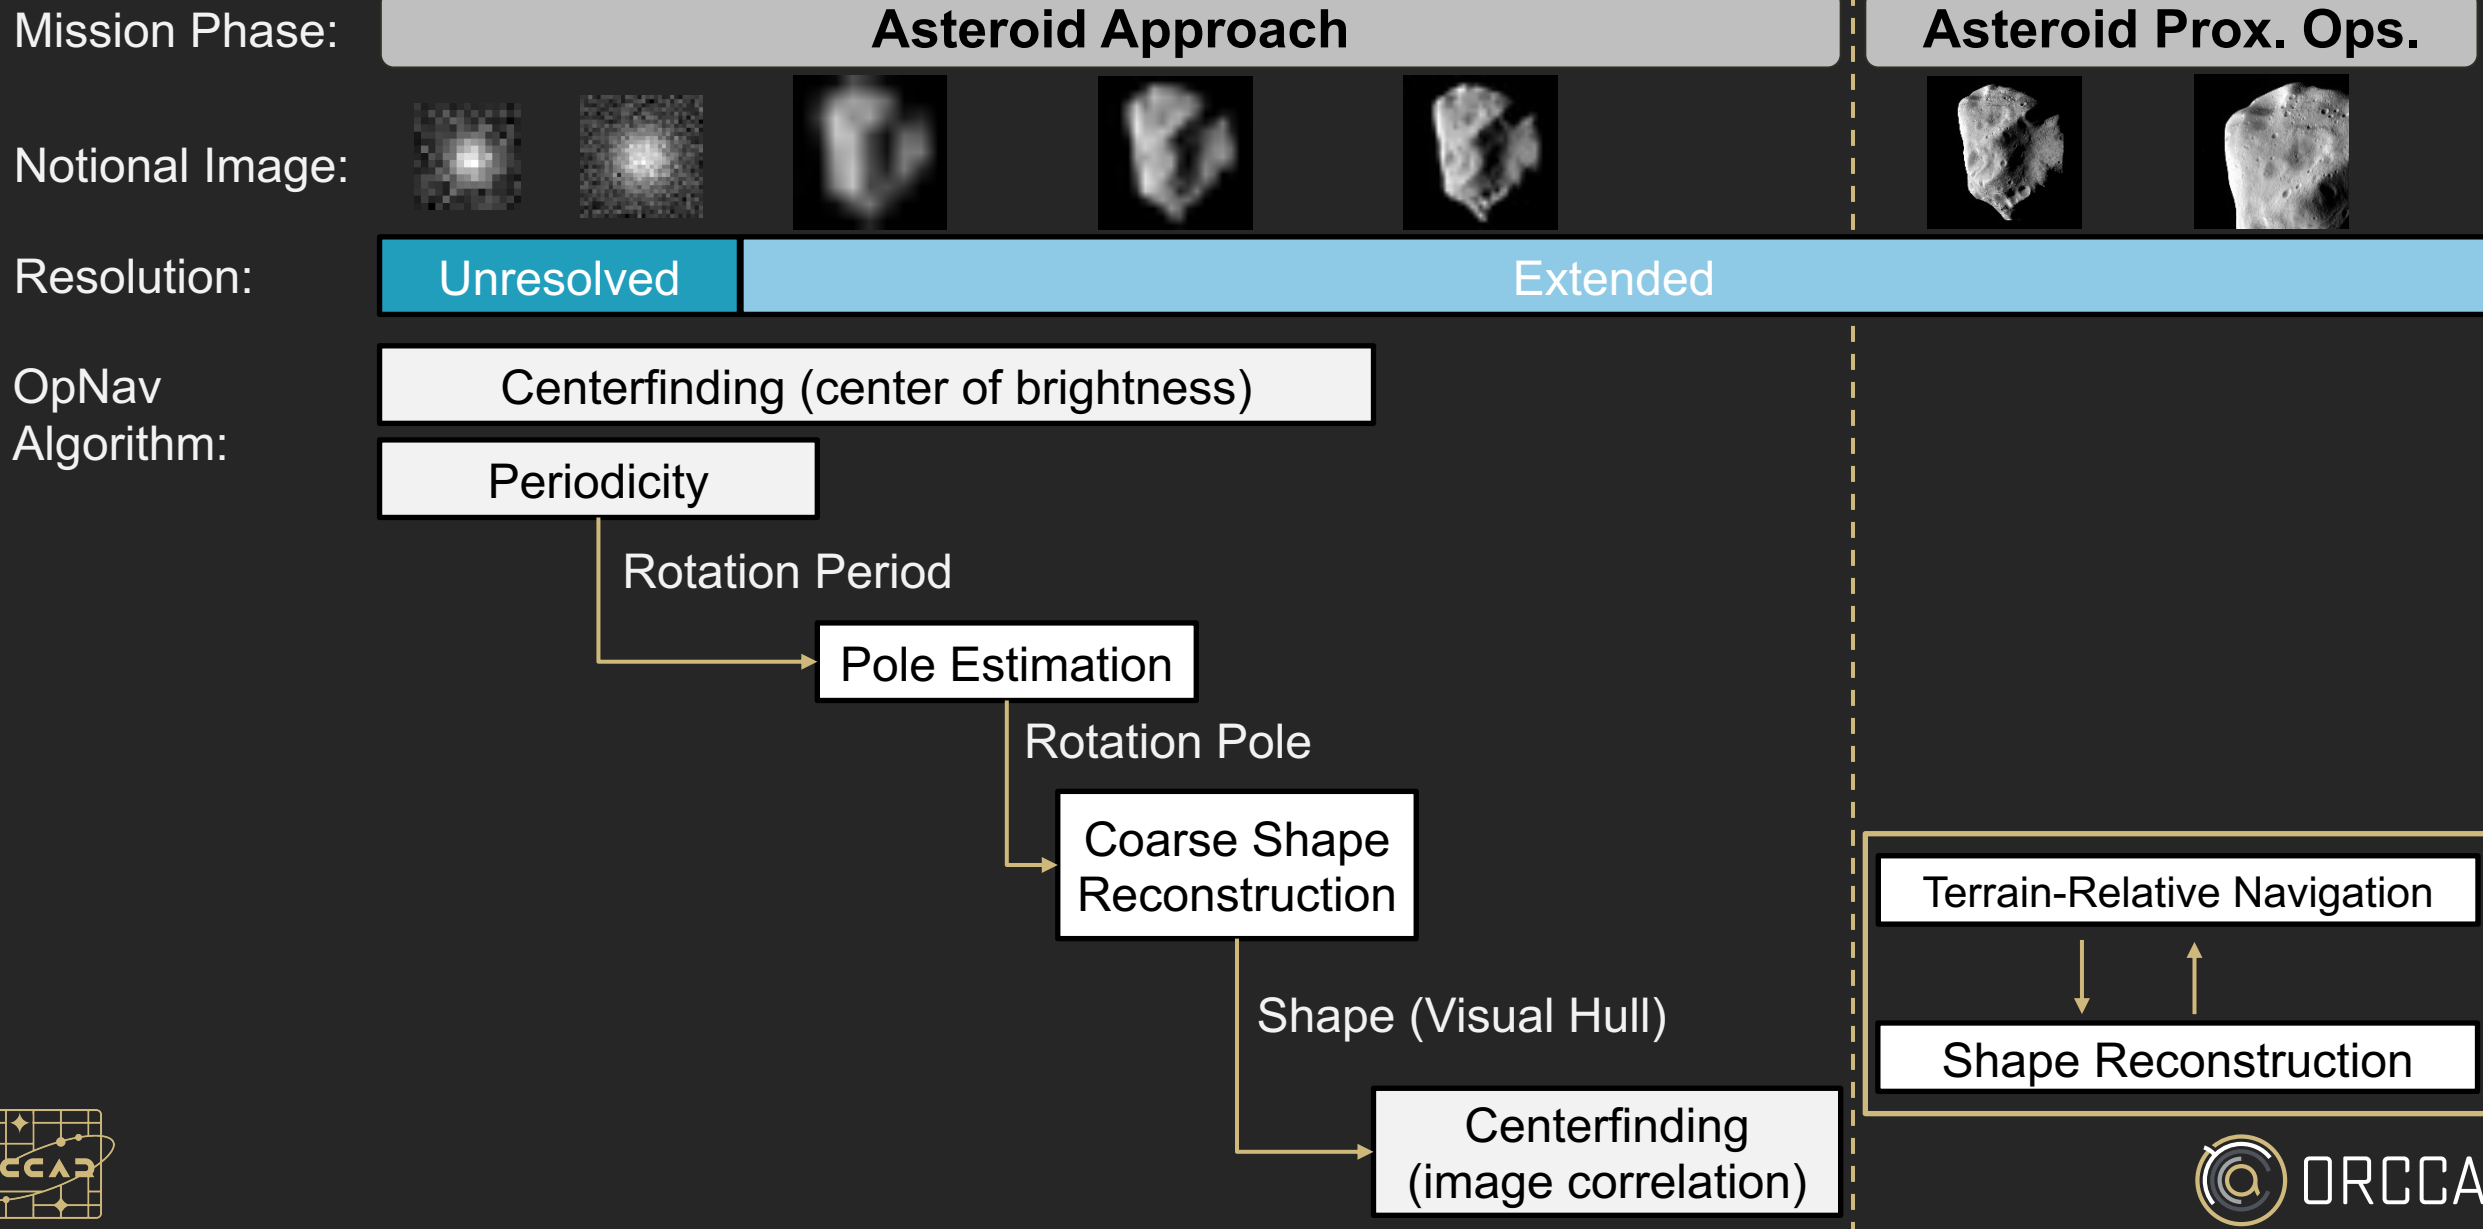 Mission Phase:
Asteroid Approach
Asteroid Prox. Ops.
Notional Image:
Resolution:
Unresolved
Extended
OpNav
Algorithm:
Centerfinding (center of brightness)
Periodicity
Rotation Period
Pole Estimation
Rotation Pole
Coarse Shape
Reconstruction
Shape (Visual Hull)
Centerfinding
(image correlation)
Terrain-Relative Navigation
Shape Reconstruction
CCAR
ORCCA